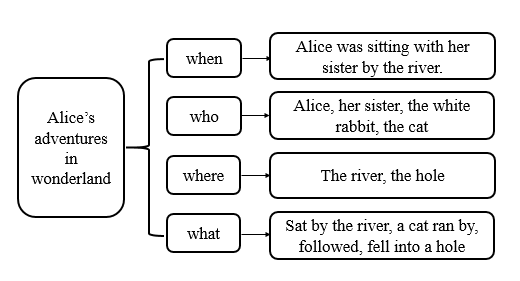 Alice’s
adventures
in
wonderland
when
Alice was sitting with her
sister by the river.
who
Alice, her sister, the white
rabbit, the cat
where
The river, the hole
what
Sat by the river, a cat ran by,
followed, fell into a hole